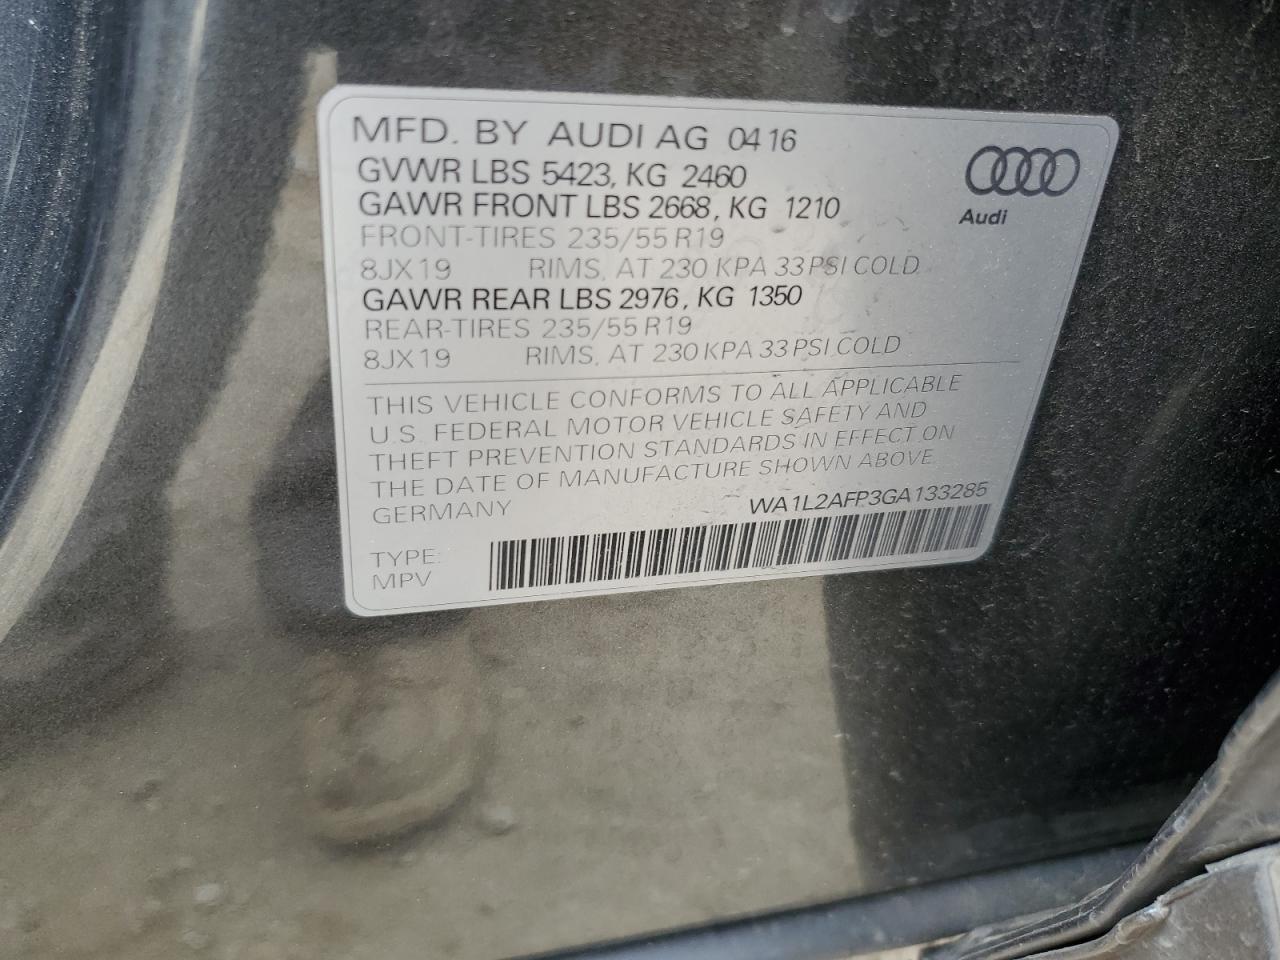 MFD. BY AUDI AG 04 16
GVWR LBS 5423, KG 2460
GAWR FRONT LBS 2668, KG 1210
FRONT-TIRES 235/55 R19
8JX19 RIMS, AT 230 KPA 33 PSI COLD
GAWR REAR LBS 2976, KG 1350
REAR-TIRES 235/55 R19
8JX19 RIMS, AT 230 KPA 33 PSI COLD
Audi
THIS VEHICLE CONFORMS TO ALL APPLICABLE
U.S. FEDERAL MOTOR VEHICLE SAFETY AND
THEFT PREVENTION STANDARDS IN EFFECT ON
THE DATE OF MANUFACTURE SHOWN ABOVE.
GERMANY WA1L2AFP3GA133285
TYPE:
MPV